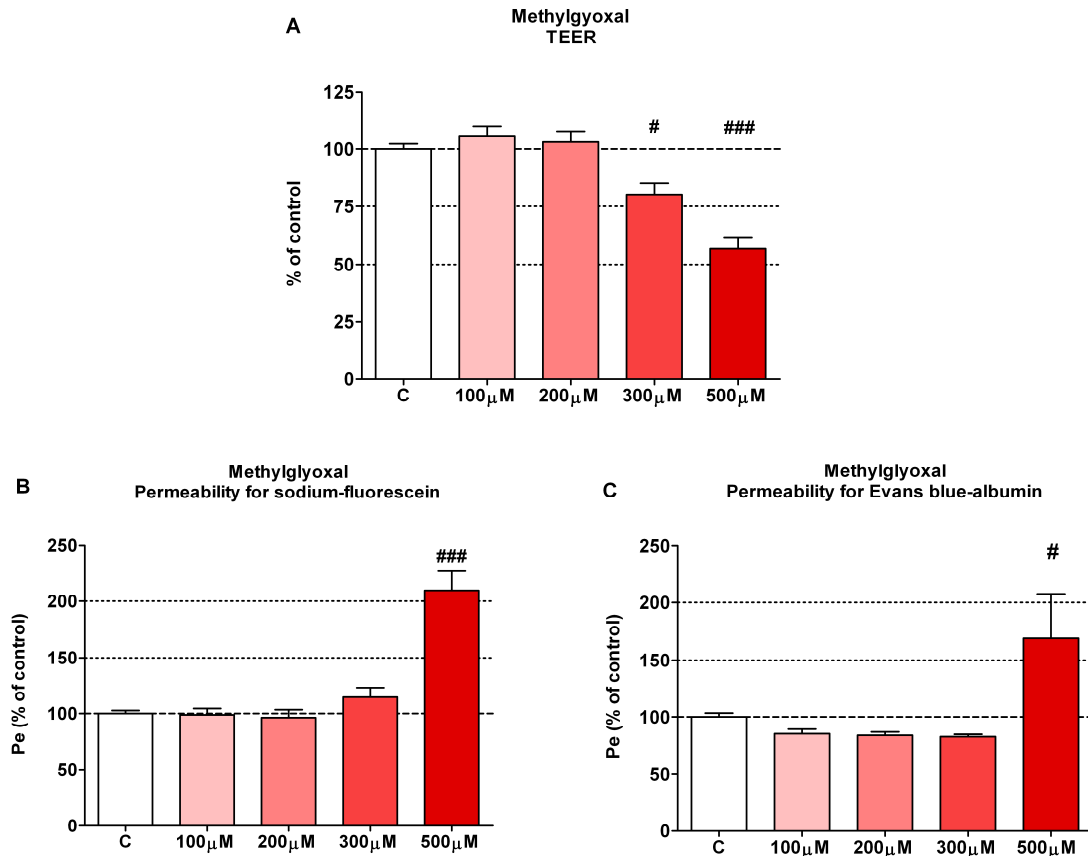 A
Methylgyoxal
TEER
% of control
125
100
75
50
25
0
#
###
C
100μM
200μM
300μM
500μM
B
Methylglyoxal
Permeability for sodium-fluorescein
Pe (% of control)
250
200
150
100
50
0
###
C
100μM
200μM
300μM
500μM
C
Methylglyoxal
Permeability for Evans blue-albumin
Pe (% of control)
250
200
150
100
50
0
#
C
100μM
200μM
300μM
500μM